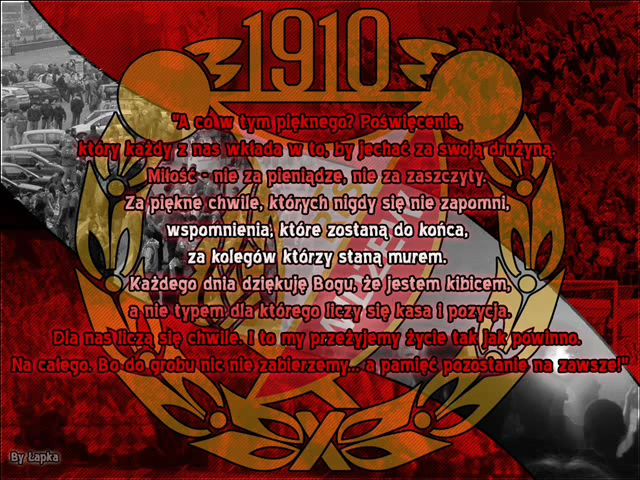 1910
"A co w tym pięknego? Poświęcenie,
który każdy z nas wkłada w to, by jechać za swoją drużyną.
Miłość - nie za pieniądze, nie za zaszczyty.
Za piękne chwile, których nigdy się nie zapomni,
wspomnienia, które zostaną do końca,
za kolegów którzy staną murem.
Każdego dnia dziękuję Bogu, że jestem kibicem,
a nie typem dla którego liczy się kasa i pozycja.
Dla nas liczą się chwile. I to my przeżyjemy życie tak jak powinno.
Na całego. Bo do grobu nic nie zabierzemy... a pamięć pozostanie na zawsze!"
RTS
WIDZEW
By Łapka